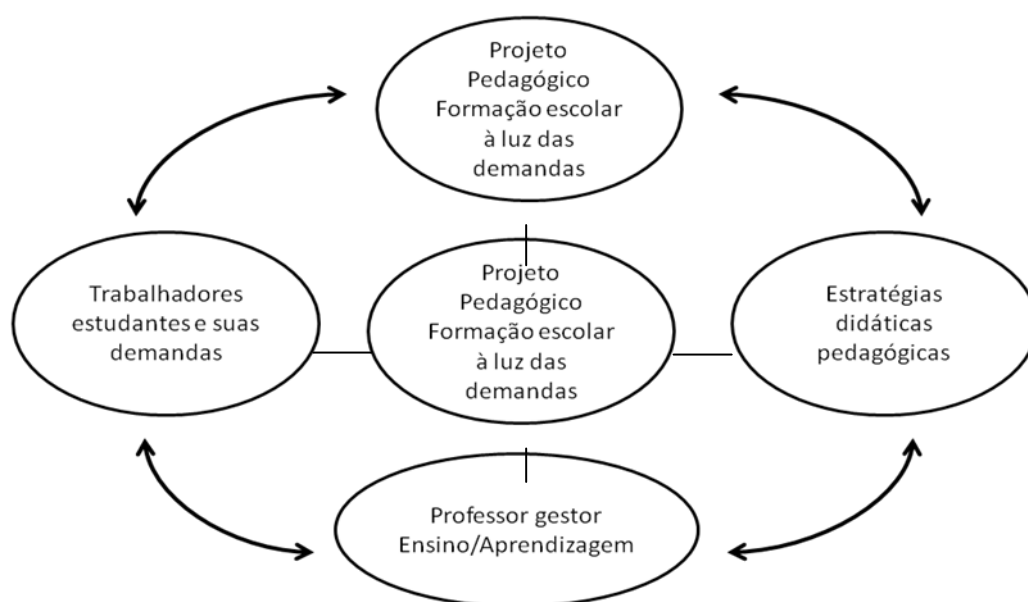 Projeto
Pedagógico
Formação escolar
à luz das
demandas
Trabalhadores
estudantes e suas
demandas
Projeto
Pedagógico
Formação escolar
à luz das
demandas
Estratégias
didáticas
pedagógicas
Professor gestor
Ensino/Aprendizagem